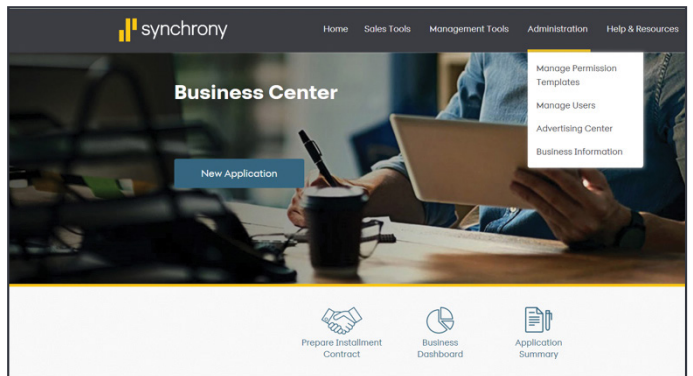 synchrony
Home Sales Tools Management Tools Administration Help & Resources
Manage Permission
Templates
Manage Users
Advertising Center
Business Information
Business Center
New Application
Prepare Installment
Contract
Business
Dashboard
Application
Summary